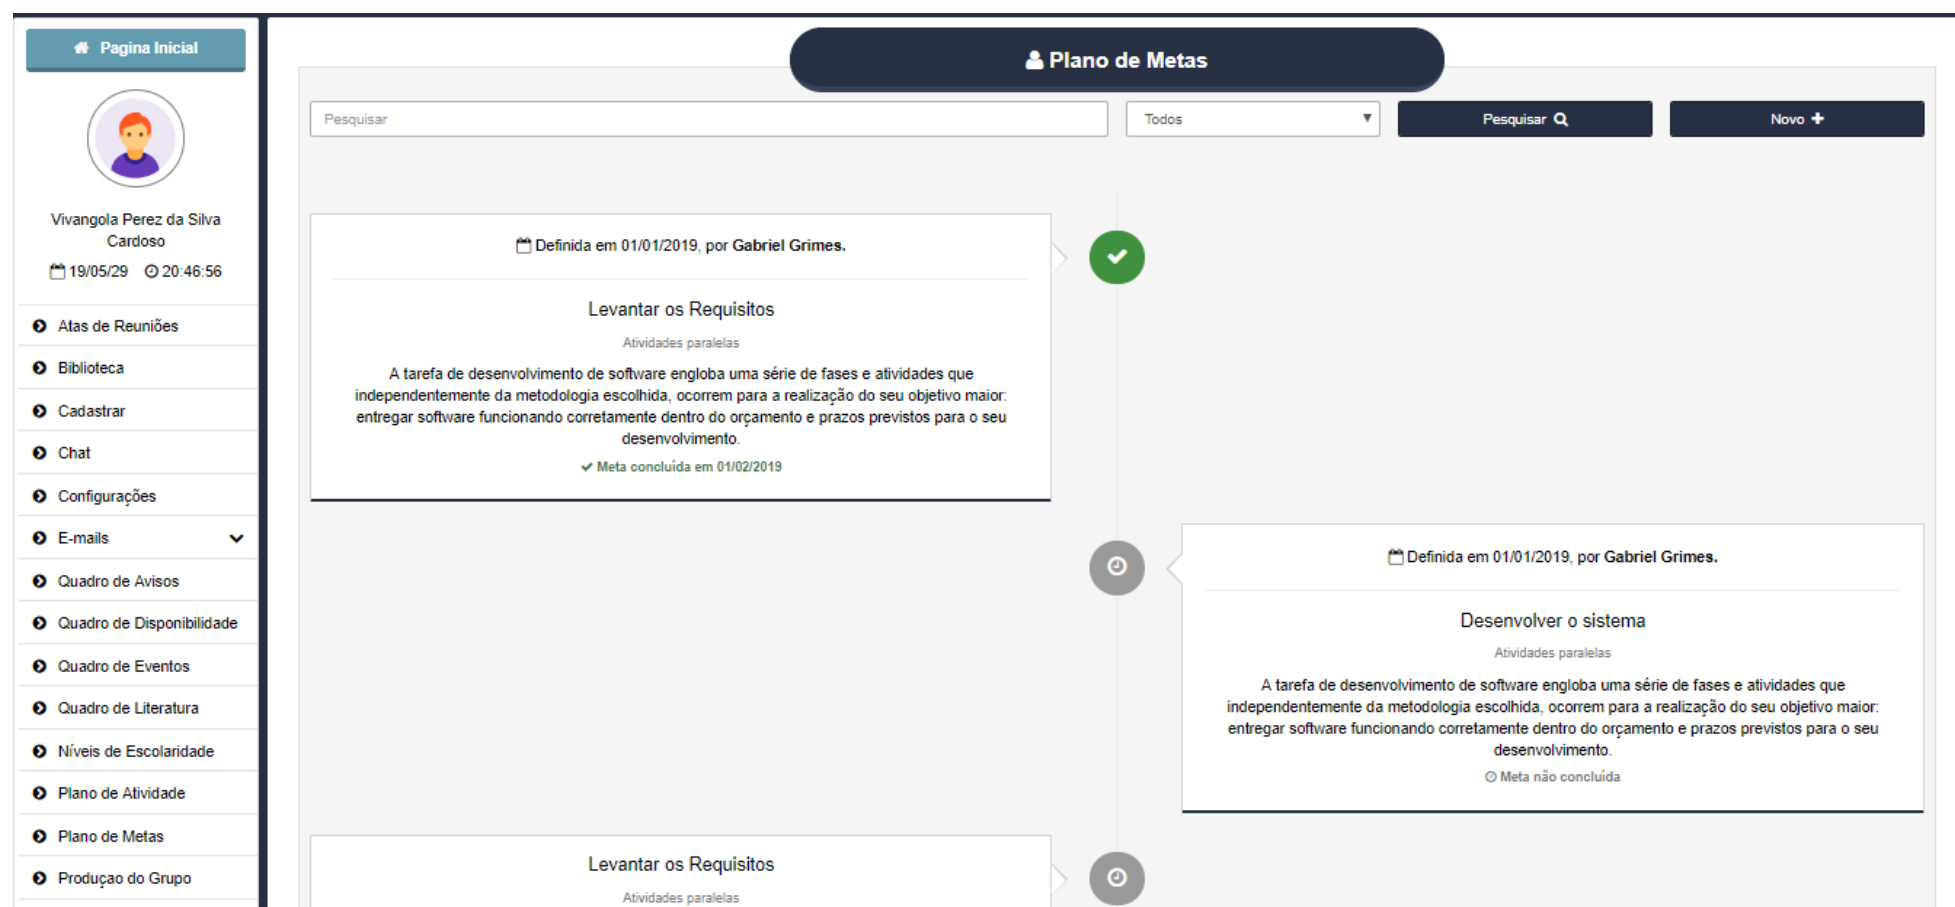 Pagina Inicial
Vivangola Perez da Silva
Cardoso
19/05/29 20:46:56
Atas de Reuniões
Biblioteca
Cadastrar
Chat
Configurações
E-mails
Quadro de Avisos
Quadro de Disponibilidade
Quadro de Eventos
Quadro de Literatura
Níveis de Escolaridade
Plano de Atividade
Plano de Metas
Produçao do Grupo
Plano de Metas
Pesquisar
Todos
Pesquisar
Novo
Definida em 01/01/2019, por Gabriel Grimes.
Levantar os Requisitos
Atividades paralelas
A tarefa de desenvolvimento de software engloba uma série de fases e atividades que
independentemente da metodologia escolhida, ocorrem para a realização do seu objetivo maior:
entregar software funcionando corretamente dentro do orçamento e prazos previstos para o seu
desenvolvimento.
Meta concluída em 01/02/2019
Definida em 01/01/2019, por Gabriel Grimes.
Desenvolver o sistema
Atividades paralelas
A tarefa de desenvolvimento de software engloba uma série de fases e atividades que
independentemente da metodologia escolhida, ocorrem para a realização do seu objetivo maior:
entregar software funcionando corretamente dentro do orçamento e prazos previstos para o seu
desenvolvimento.
Meta não concluída
Levantar os Requisitos
Atividades paralelas